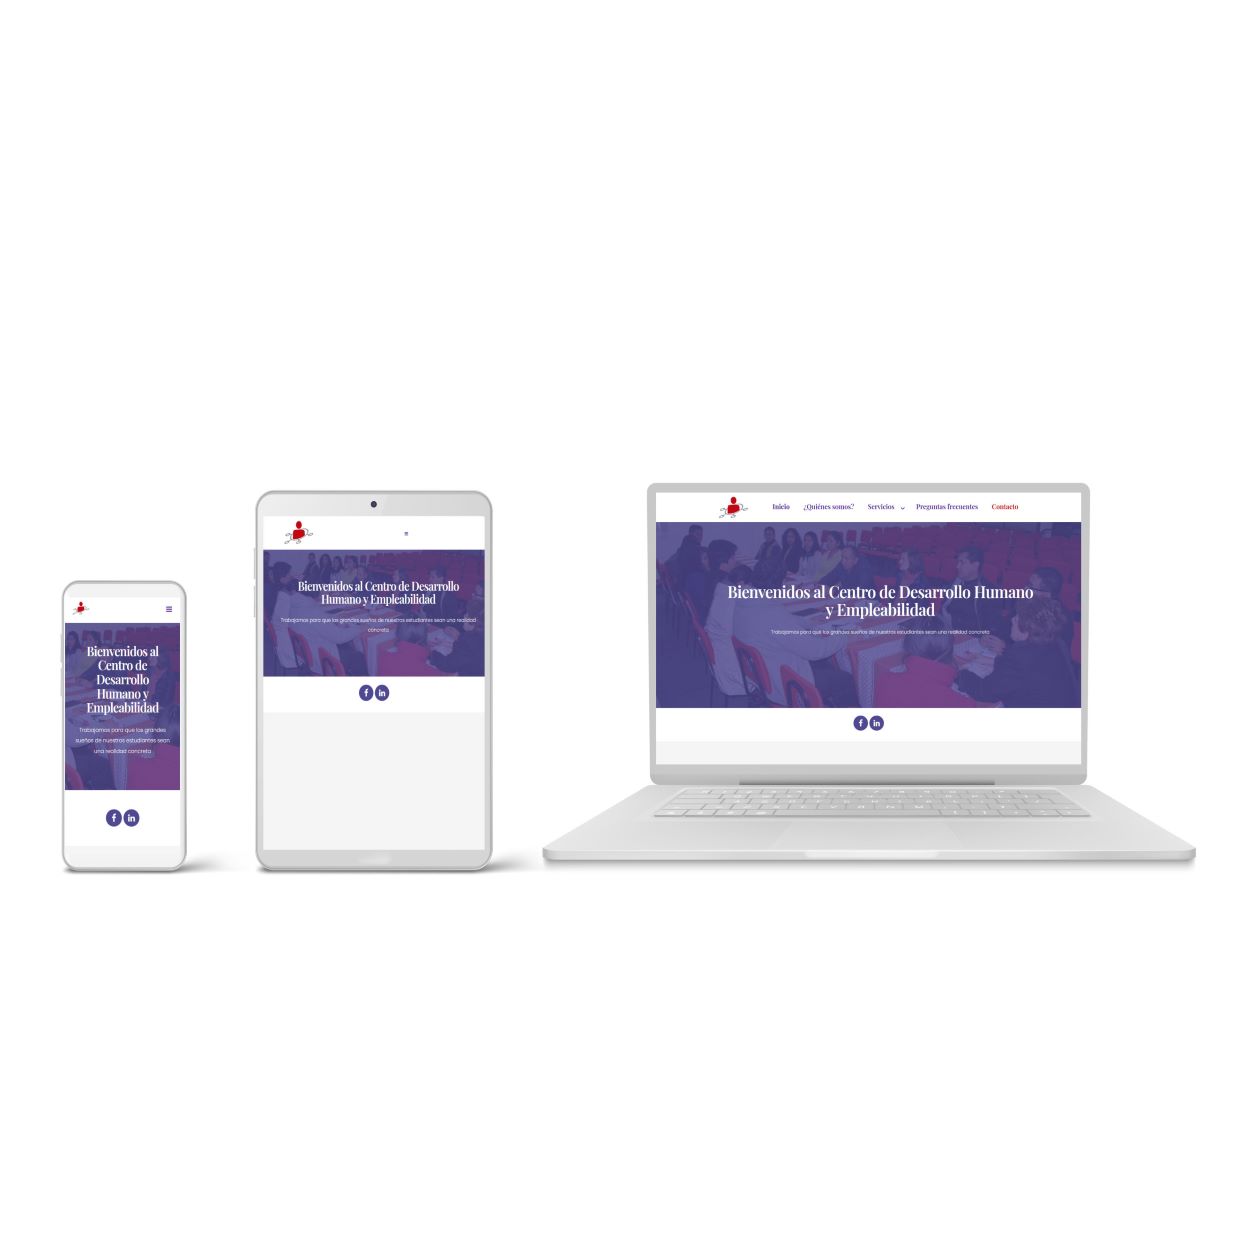 Bienvenidos al
Centro de
Desarrollo
Humano y
Empleabilidad
Trabajamos para que los grandes
sueños de nuestros estudiantes sean
una realidad concreta
Bienvenidos al Centro de Desarrollo
Humano y Empleabilidad
Trabajamos para que los grandes sueños de nuestros estudiantes sean una realidad
concreta
Inicio ¿Quiénes somos? Servicios Preguntas frecuentes Contacto
Bienvenidos al Centro de Desarrollo Humano
y Empleabilidad
Trabajamos para que los grandes sueños de nuestros estudiantes sean una realidad concreta